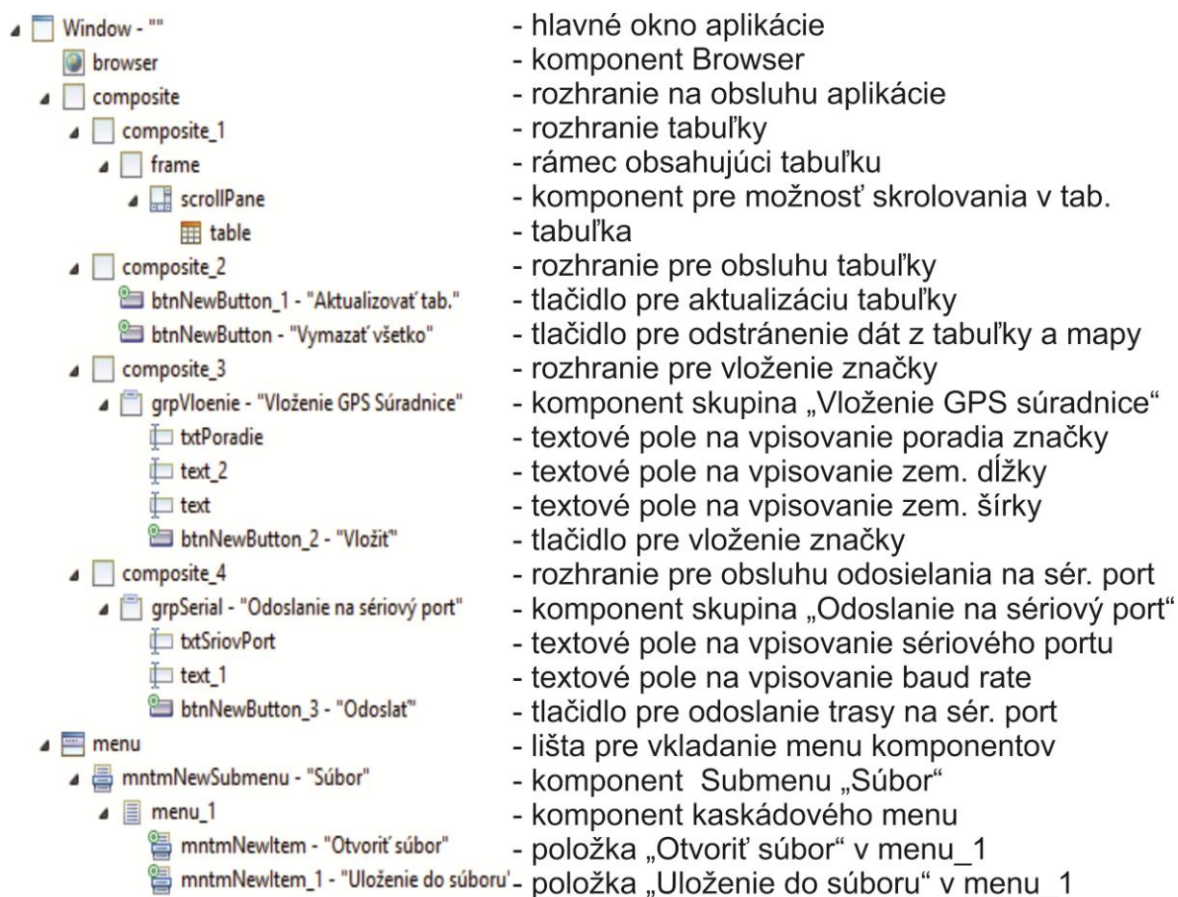 Window - "" - hlavné okno aplikácie
browser - komponent Browser
composite - rozhranie na obsluhu aplikácie
composite_1 - rozhranie tabuľky
frame - rámec obsahujúci tabuľku
scrollPane - komponent pre možnosť skrolovania v tab.
table - tabuľka
composite_2 - rozhranie pre obsluhu tabuľky
btnNewButton_1 - "Aktualizovať tab." - tlačidlo pre aktualizáciu tabuľky
btnNewButton - "Vymazať všetko" - tlačidlo pre odstránenie dát z tabuľky a mapy
composite_3 - rozhranie pre vloženie značky
grpVloenie - "Vloženie GPS Súradnice" - komponent skupina „Vloženie GPS súradnice“
txtPoradie - textové pole na vpisovanie poradia značky
text_2 - textové pole na vpisovanie zem. dĺžky
text - textové pole na vpisovanie zem. šírky
btnNewButton_2 - "Vložiť" - tlačidlo pre vloženie značky
composite_4 - rozhranie pre obsluhu odosielania na sér. port
grpSerial - "Odoslanie na sériový port" - komponent skupina „Odoslanie na sériový port“
txtSriovPort - textové pole na vpisovanie sériového portu
text_1 - textové pole na vpisovanie baud rate
btnNewButton_3 - "Odoslať" - tlačidlo pre odoslanie trasy na sér. port
menu - lišta pre vkladanie menu komponentov
mntmNewSubmenu - "Súbor" - komponent Submenu „Súbor“
menu_1 - komponent kaskádového menu
mntmNewItem - "Otvoriť súbor" - položka „Otvoriť súbor“ v menu_1
mntmNewItem_1 - "Uloženie do súboru" - položka „Uloženie do súboru“ v menu_1